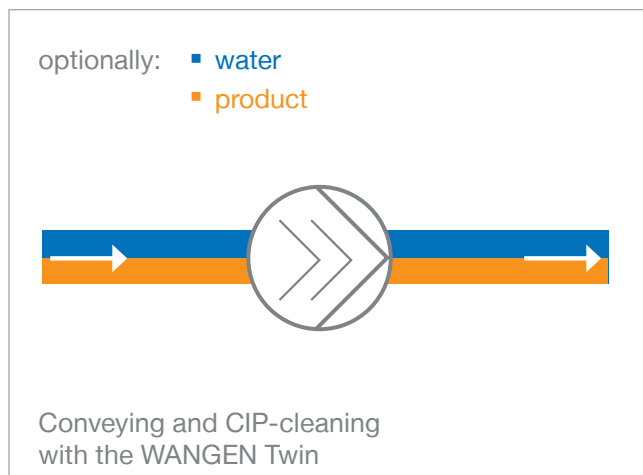 optionally: ▪ water
▪ product
Conveying and CIP-cleaning
with the WANGEN Twin